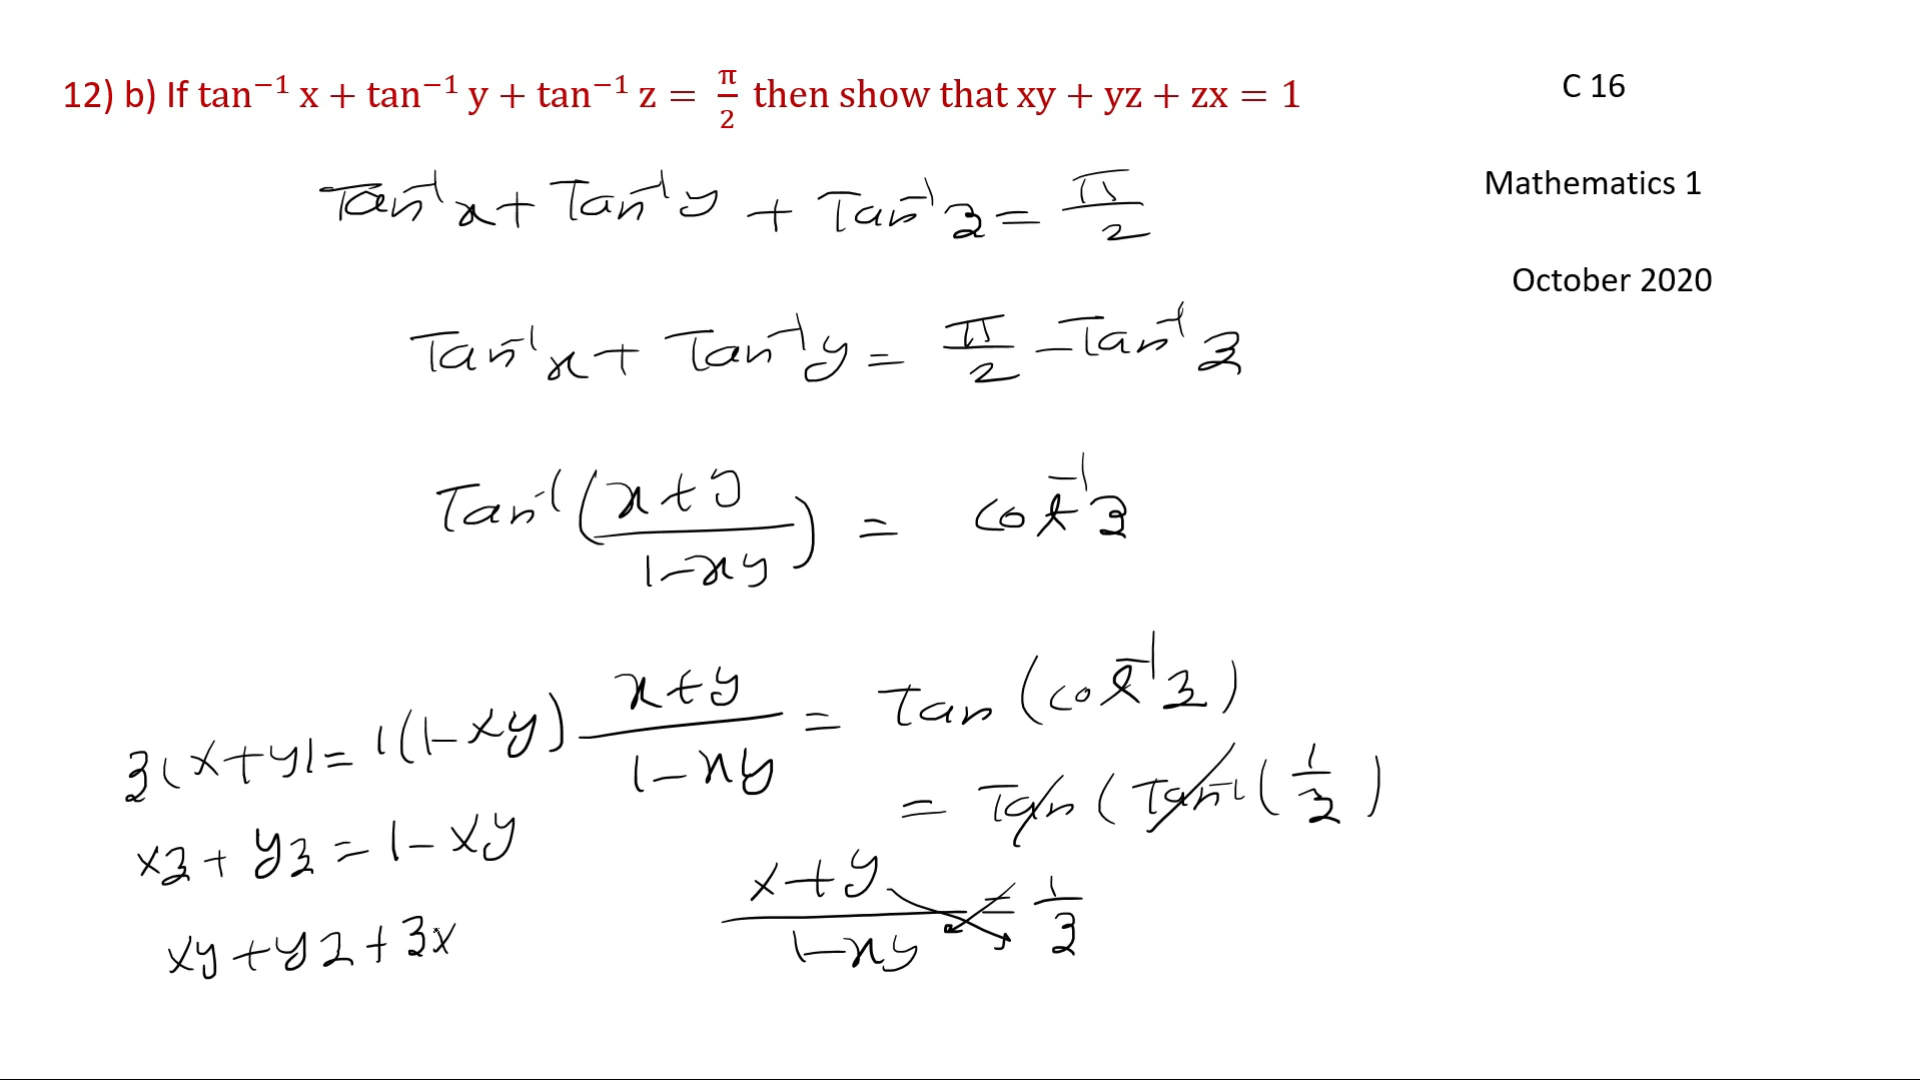 12) b) If tan⁻¹ x + tan⁻¹ y + tan⁻¹ z = π/2 then show that xy + yz + zx = 1
C 16
Mathematics 1
October 2020
Tan⁻¹x + Tan⁻¹y + Tan⁻¹z = π/2
Tan⁻¹x + Tan⁻¹y = π/2 - Tan⁻¹z
Tan⁻¹((x+y)/(1-xy)) = cot⁻¹z
(x+y)/(1-xy) = Tan(cot⁻¹z)
= Tan(Tan⁻¹(1/z))
(x+y)/(1-xy) = 1/z
z(x+y) = 1(1-xy)
xz + yz = 1-xy
xy + yz + zx